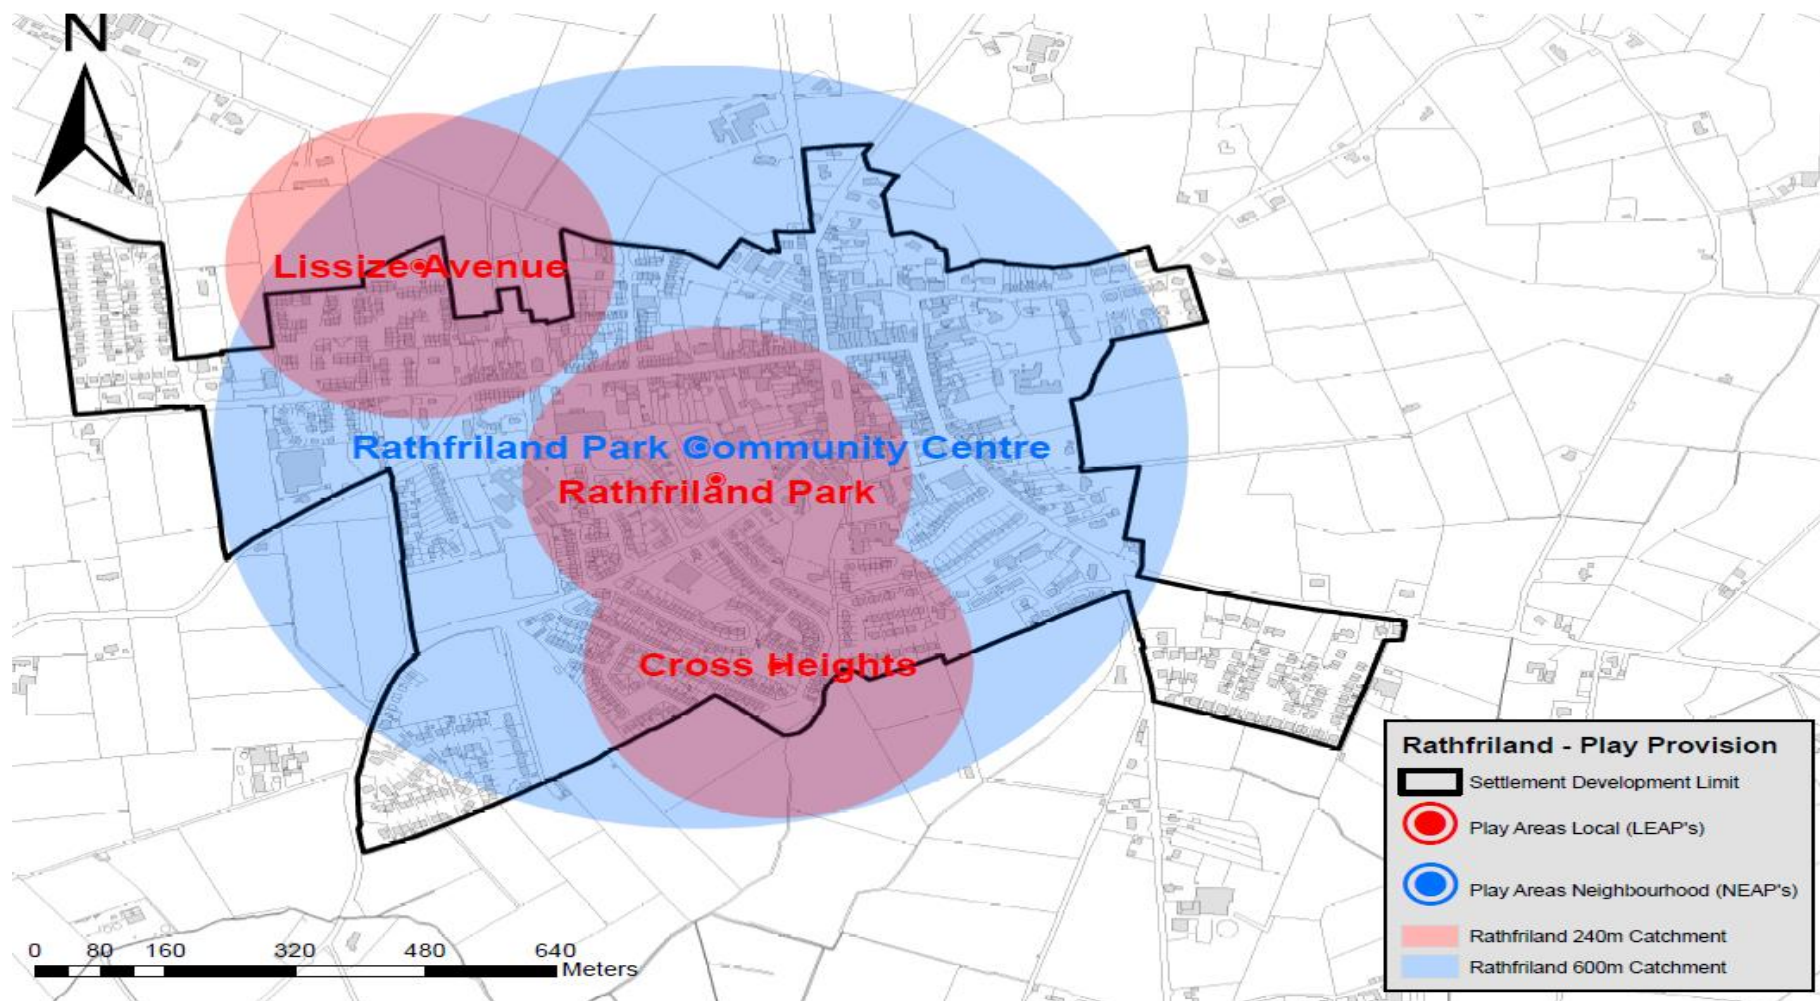 N
Lissize Avenue
Rathfriland Park Community Centre
Rathfriland Park
Cross Heights
Rathfriland - Play Provision
Settlement Development Limit
Play Areas Local (LEAP's)
Play Areas Neighbourhood (NEAP's)
Rathfriland 240m Catchment
Rathfriland 600m Catchment
0 80 160 320 480 640
Meters